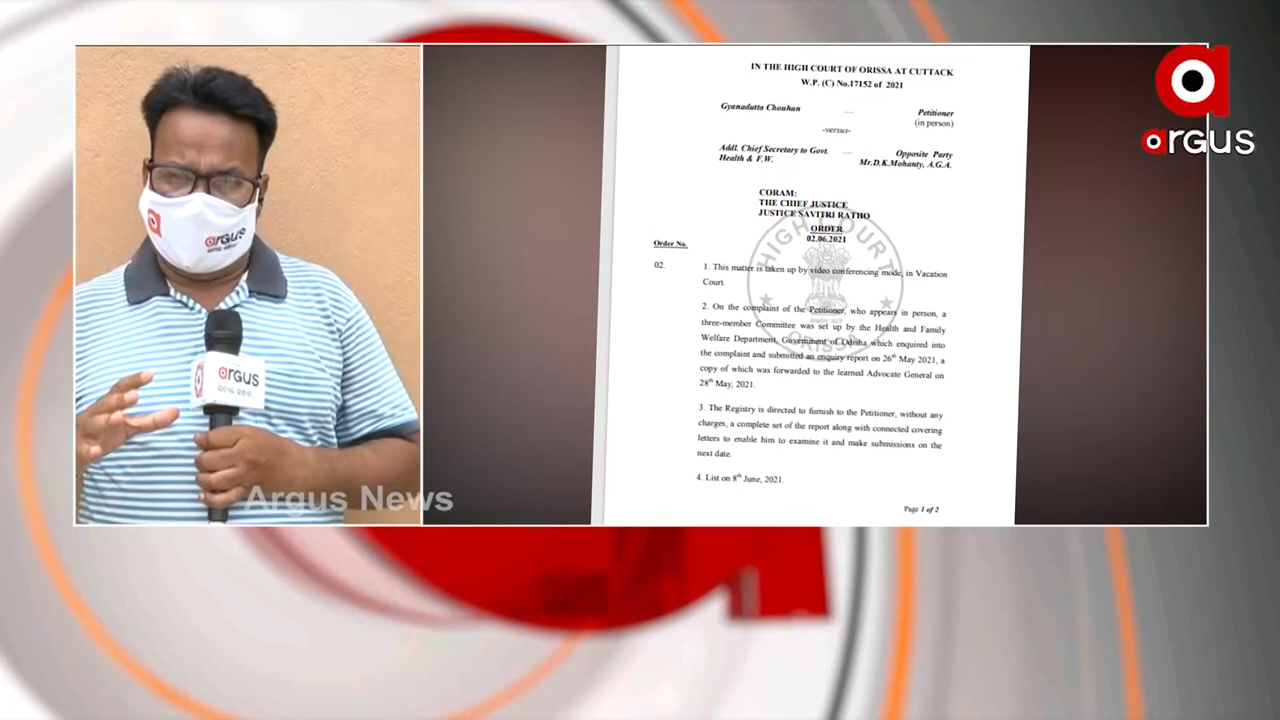 IN THE HIGH COURT OF ORISSA AT CUTTACK
W.P. (C) No.17152 of 2021
Gyanadutta Chouhan .... Petitioner
(in person)
-versus-
Addl. Chief Secretary to Govt. .... Opposite Party
Health & F.W. Mr.D.K.Mohanty, A.G.A.
CORAM:
THE CHIEF JUSTICE
JUSTICE SAVITRI RATHO
ORDER
02.06.2021
Order No.
02.
1. This matter is taken up by video conferencing mode, in Vacation
Court.
2. On the complaint of the Petitioner, who appears in person, a
three-member Committee was set up by the Health and Family
Welfare Department, Government of Odisha which enquired into
the complaint and submitted an enquiry report on 26th May 2021, a
copy of which was forwarded to the learned Advocate General on
28th May, 2021.
3. The Registry is directed to furnish to the Petitioner, without any
charges, a complete set of the report along with connected covering
letters to enable him to examine it and make submissions on the
next date.
4. List on 8th June, 2021.
Page 1 of 2
HIGH COURT
ORISSA
argus
argus
argus
Argus News